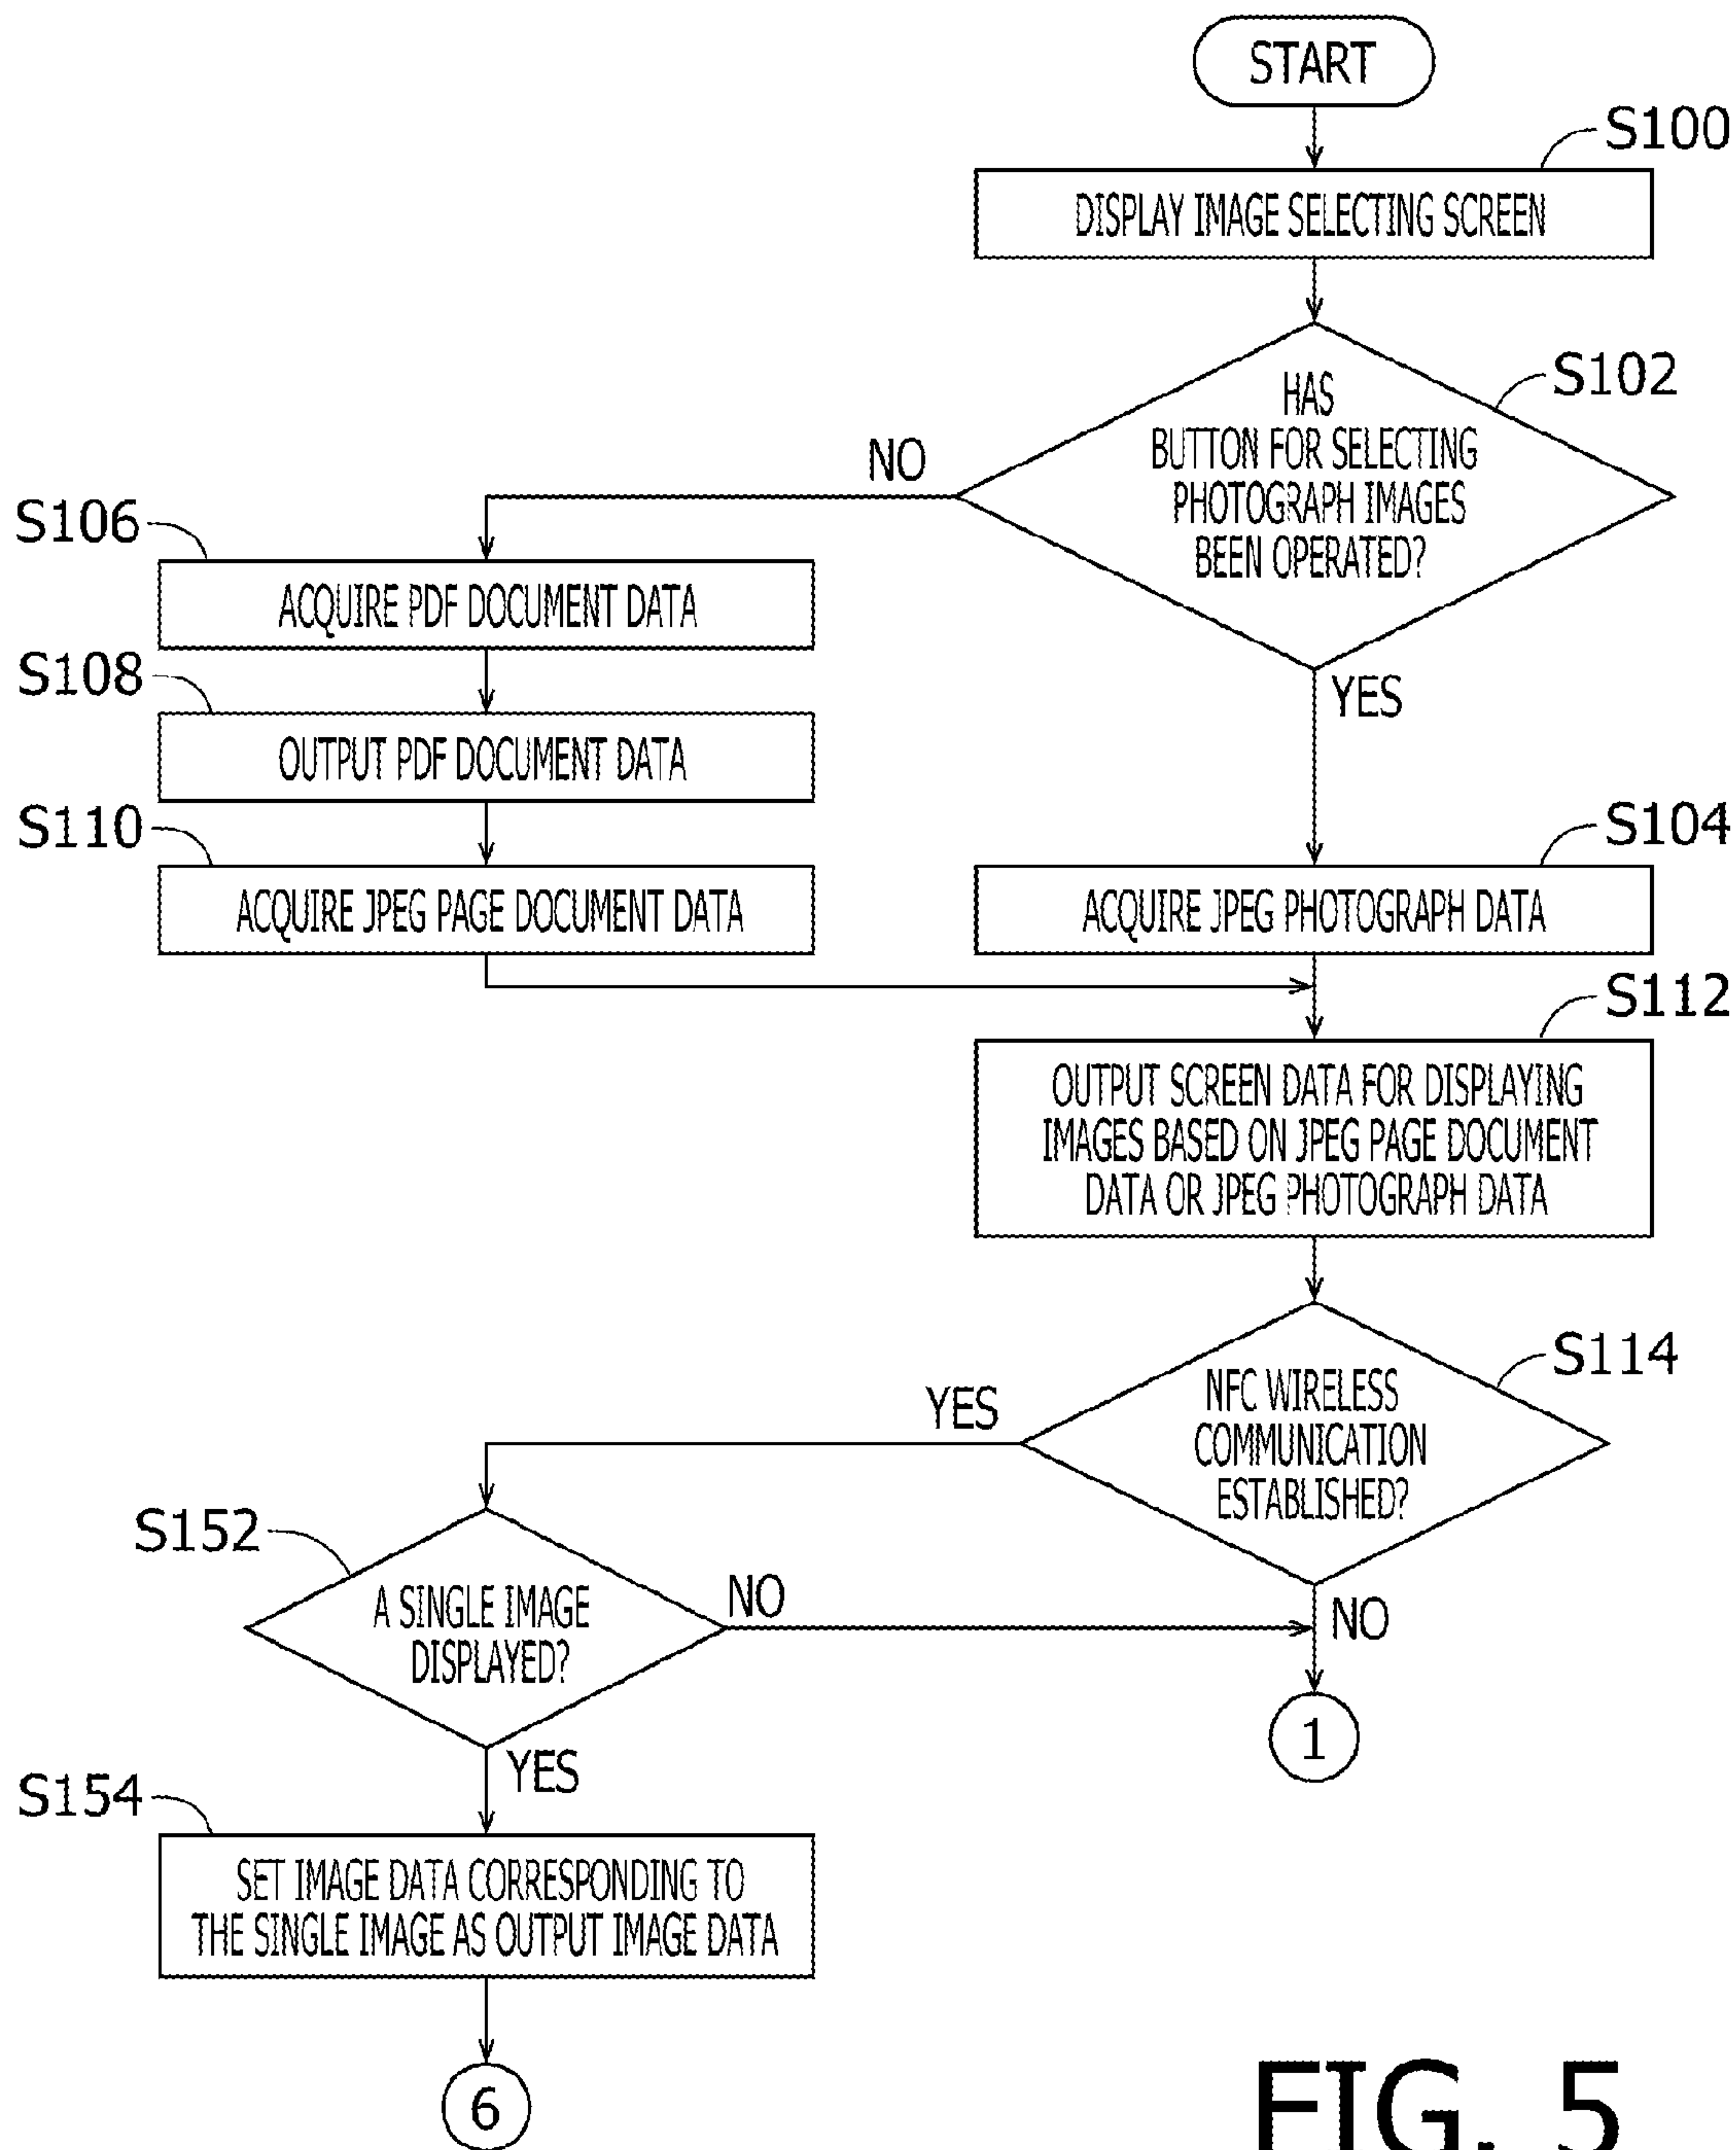 START
S100
DISPLAY IMAGE SELECTING SCREEN
S102
HAS
BUTTON FOR SELECTING
PHOTOGRAPH IMAGES
BEEN OPERATED?
NO
YES
S106
ACQUIRE PDF DOCUMENT DATA
S108
OUTPUT PDF DOCUMENT DATA
S110
ACQUIRE JPEG PAGE DOCUMENT DATA
S104
ACQUIRE JPEG PHOTOGRAPH DATA
S112
OUTPUT SCREEN DATA FOR DISPLAYING
IMAGES BASED ON JPEG PAGE DOCUMENT
DATA OR JPEG PHOTOGRAPH DATA
S114
NFC WIRELESS
COMMUNICATION
ESTABLISHED?
YES
NO
S152
A SINGLE IMAGE
DISPLAYED?
NO
YES
1
S154
SET IMAGE DATA CORRESPONDING TO
THE SINGLE IMAGE AS OUTPUT IMAGE DATA
6
FIG. 5